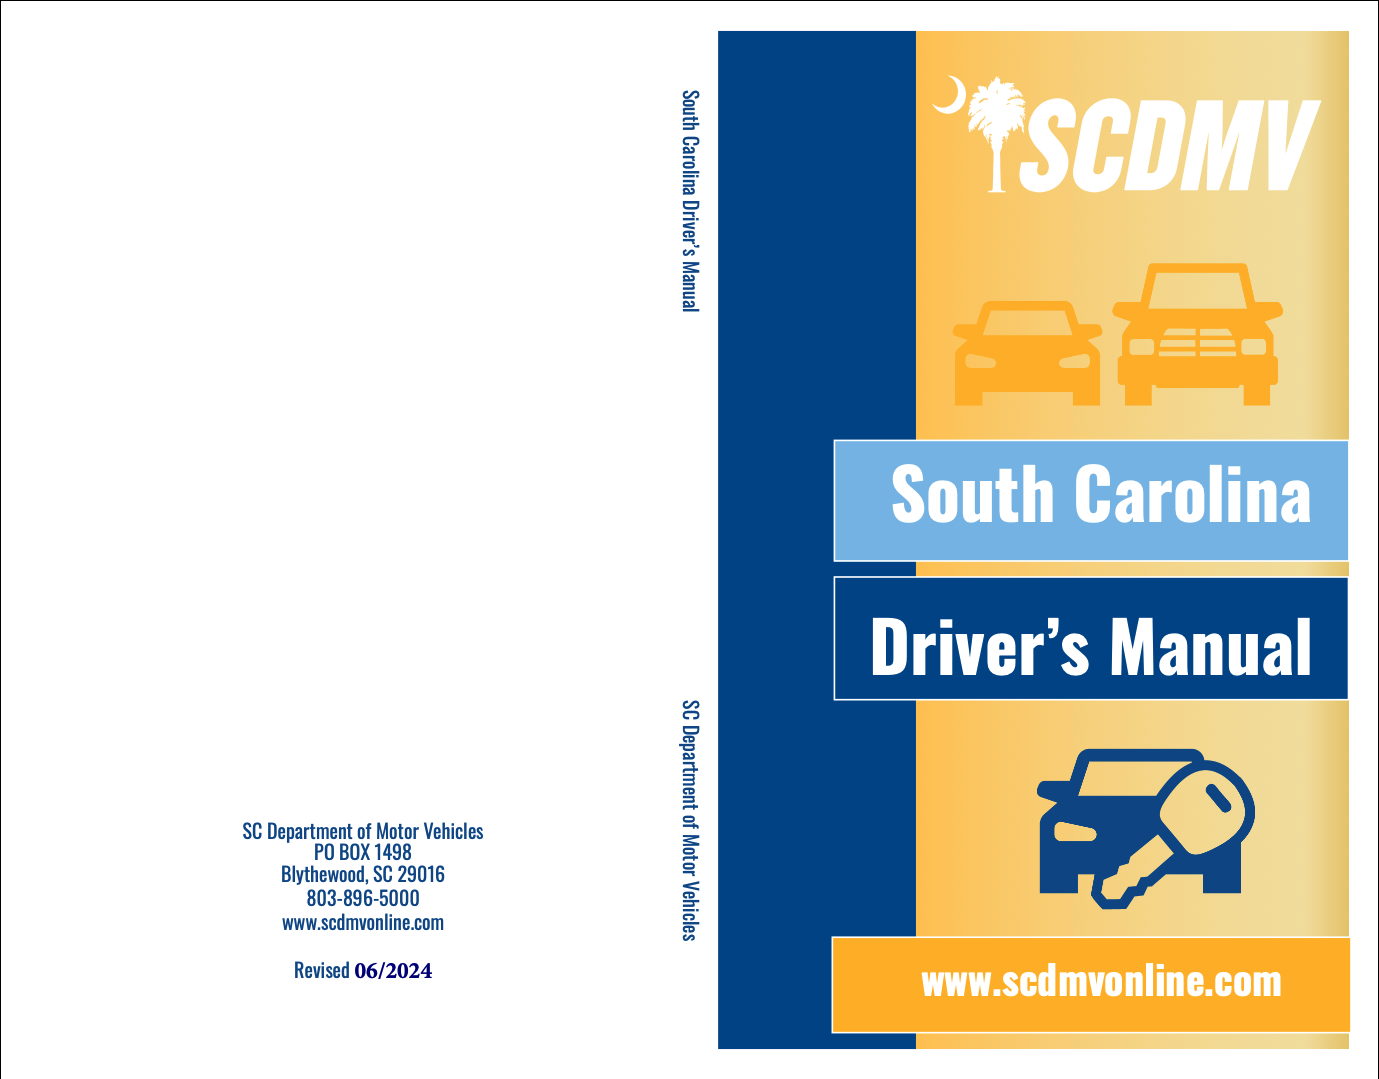 SC Department of Motor Vehicles
PO BOX 1498
Blythewood, SC 29016
803-896-5000
www.scdmvonline.com
Revised 06/2024
South Carolina Driver’s Manual
SC Department of Motor Vehicles
SCDMV
South Carolina
Driver’s Manual
www.scdmvonline.com